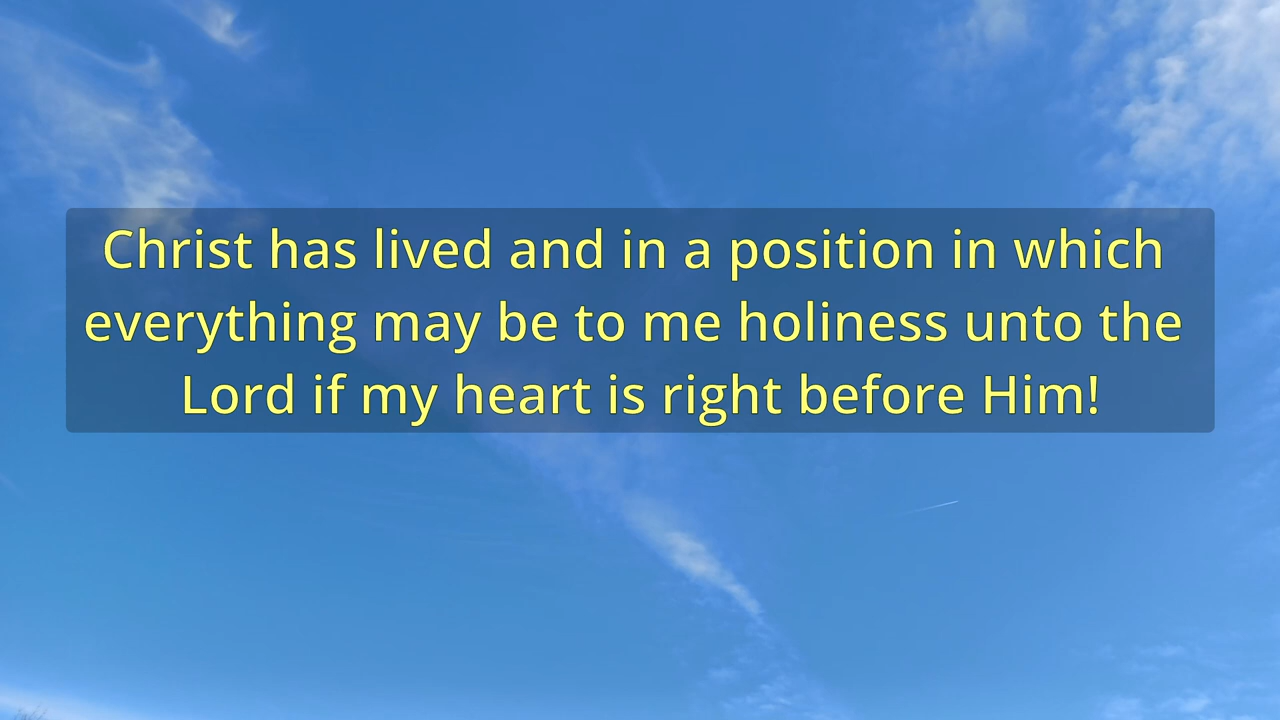 Christ has lived and in a position in which
everything may be to me holiness unto the
Lord if my heart is right before Him!